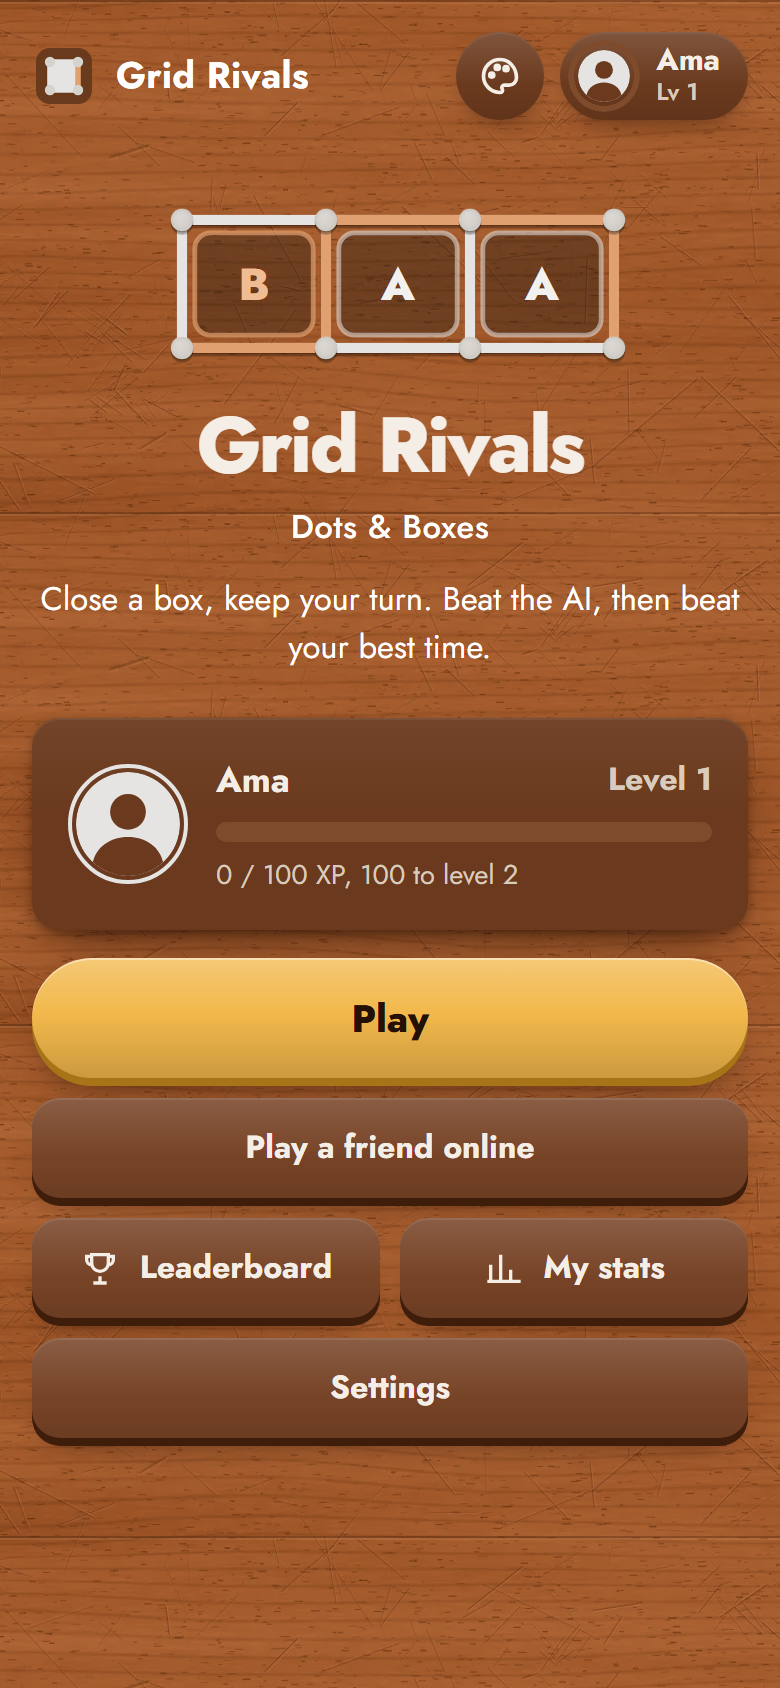 Grid Rivals
Ama
Lv 1
B A A
Grid Rivals
Dots & Boxes
Close a box, keep your turn. Beat the AI, then beat
your best time.
Ama
Level 1
0 / 100 XP, 100 to level 2
Play
Play a friend online
Leaderboard
My stats
Settings